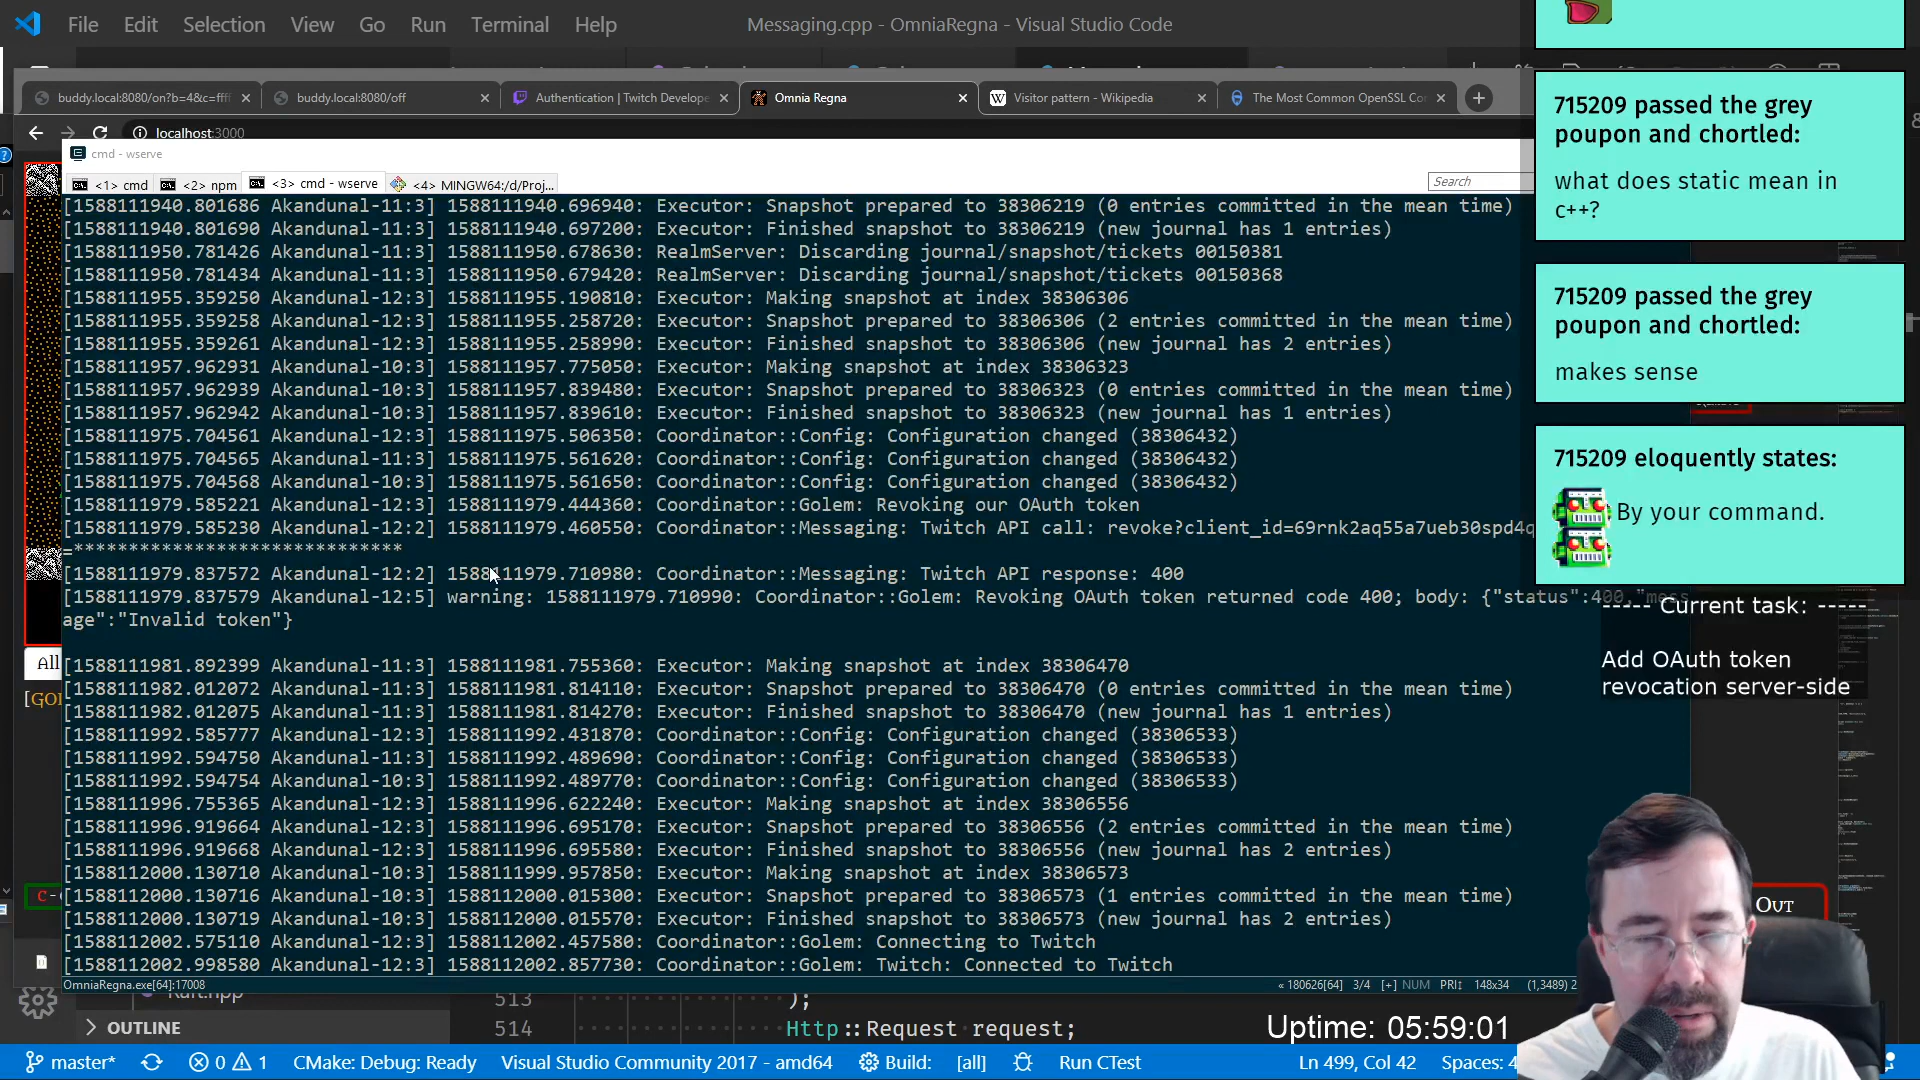 File Edit Selection View Go Run Terminal Help
Messaging.cpp - OmniaRegna - Visual Studio Code
buddy.local:8080/on?b=4&c=ffff
buddy.local:8080/off
Authentication | Twitch Develope
Omnia Regna
Visitor pattern - Wikipedia
The Most Common OpenSSL Co
localhost:3000
cmd - wserve
<1> cmd <2> npm <3> cmd - wserve <4> MINGW64:/d/Proj...
Search
[1588111940.801686 Akandunal-11:3] 1588111940.696940: Executor: Snapshot prepared to 38306219 (0 entries committed in the mean time)
[1588111940.801690 Akandunal-11:3] 1588111940.697200: Executor: Finished snapshot to 38306219 (new journal has 1 entries)
[1588111950.781426 Akandunal-11:3] 1588111950.678630: RealmServer: Discarding journal/snapshot/tickets 00150381
[1588111950.781434 Akandunal-11:3] 1588111950.679420: RealmServer: Discarding journal/snapshot/tickets 00150368
[1588111955.359250 Akandunal-12:3] 1588111955.190810: Executor: Making snapshot at index 38306306
[1588111955.359258 Akandunal-12:3] 1588111955.258720: Executor: Snapshot prepared to 38306306 (2 entries committed in the mean time)
[1588111955.359261 Akandunal-12:3] 1588111955.258990: Executor: Finished snapshot to 38306306 (new journal has 2 entries)
[1588111957.962931 Akandunal-10:3] 1588111957.775050: Executor: Making snapshot at index 38306323
[1588111957.962939 Akandunal-10:3] 1588111957.839480: Executor: Snapshot prepared to 38306323 (0 entries committed in the mean time)
[1588111957.962942 Akandunal-10:3] 1588111957.839610: Executor: Finished snapshot to 38306323 (new journal has 1 entries)
[1588111975.704561 Akandunal-12:3] 1588111975.506350: Coordinator::Config: Configuration changed (38306432)
[1588111975.704565 Akandunal-11:3] 1588111975.561620: Coordinator::Config: Configuration changed (38306432)
[1588111975.704568 Akandunal-10:3] 1588111975.561650: Coordinator::Config: Configuration changed (38306432)
[1588111979.585221 Akandunal-12:3] 1588111979.444360: Coordinator::Golem: Revoking our OAuth token
[1588111979.585230 Akandunal-12:2] 1588111979.460550: Coordinator::Messaging: Twitch API call: revoke?client_id=69rnk2aq55a7ueb30spd4q
=******************************
[1588111979.837572 Akandunal-12:2] 1588111979.710980: Coordinator::Messaging: Twitch API response: 400
[1588111979.837579 Akandunal-12:5] warning: 1588111979.710990: Coordinator::Golem: Revoking OAuth token returned code 400; body: {"status":400,"mess
age":"Invalid token"}
[1588111981.892399 Akandunal-11:3] 1588111981.755360: Executor: Making snapshot at index 38306470
[1588111982.012072 Akandunal-11:3] 1588111981.814110: Executor: Snapshot prepared to 38306470 (0 entries committed in the mean time)
[1588111982.012075 Akandunal-11:3] 1588111981.814270: Executor: Finished snapshot to 38306470 (new journal has 1 entries)
[1588111992.585777 Akandunal-12:3] 1588111992.431870: Coordinator::Config: Configuration changed (38306533)
[1588111992.594750 Akandunal-11:3] 1588111992.489690: Coordinator::Config: Configuration changed (38306533)
[1588111992.594754 Akandunal-10:3] 1588111992.489770: Coordinator::Config: Configuration changed (38306533)
[1588111996.755365 Akandunal-12:3] 1588111996.622240: Executor: Making snapshot at index 38306556
[1588111996.919664 Akandunal-12:3] 1588111996.695170: Executor: Snapshot prepared to 38306556 (2 entries committed in the mean time)
[1588111996.919668 Akandunal-12:3] 1588111996.695580: Executor: Finished snapshot to 38306556 (new journal has 2 entries)
[1588112000.130710 Akandunal-10:3] 1588111999.957850: Executor: Making snapshot at index 38306573
[1588112000.130716 Akandunal-10:3] 1588112000.015300: Executor: Snapshot prepared to 38306573 (1 entries committed in the mean time)
[1588112000.130719 Akandunal-10:3] 1588112000.015570: Executor: Finished snapshot to 38306573 (new journal has 2 entries)
[1588112002.575110 Akandunal-12:3] 1588112002.457580: Coordinator::Golem: Connecting to Twitch
[1588112002.998580 Akandunal-12:3] 1588112002.857730: Coordinator::Golem: Twitch: Connected to Twitch
OmniaRegna.exe[64]:17008
« 180626[64] 3/4 [+] NUM PRI↕ 148x34 (1,3489) 2
All
[GO
C-
715209 passed the grey
poupon and chortled:
what does static mean in
c++?
715209 passed the grey
poupon and chortled:
makes sense
715209 eloquently states:
By your command.
----- Current task: -----
Add OAuth token
revocation server-side
Out
Raft.hpp
OUTLINE
513 );
514 Http::Request request;
Uptime: 05:59:01
master* 0 1 CMake: Debug: Ready Visual Studio Community 2017 - amd64 Build: [all] Run CTest Ln 499, Col 42 Spaces: 4